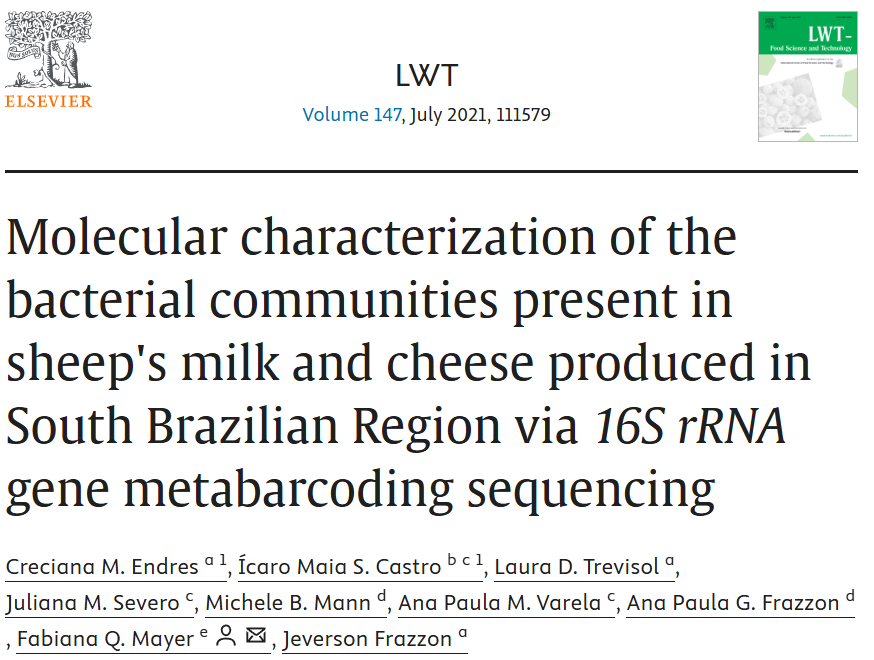 ELSEVIER
LWT
Volume 147, July 2021, 111579
LWT-
Food Science and Technology
Molecular characterization of the
bacterial communities present in
sheep's milk and cheese produced in
South Brazilian Region via 16S rRNA
gene metabarcoding sequencing
Creciana M. Endres a 1, Ícaro Maia S. Castro b c 1, Laura D. Trevisol a,
Juliana M. Severo c, Michele B. Mann d, Ana Paula M. Varela c, Ana Paula G. Frazzon d
, Fabiana Q. Mayer e, Jeverson Frazzon a